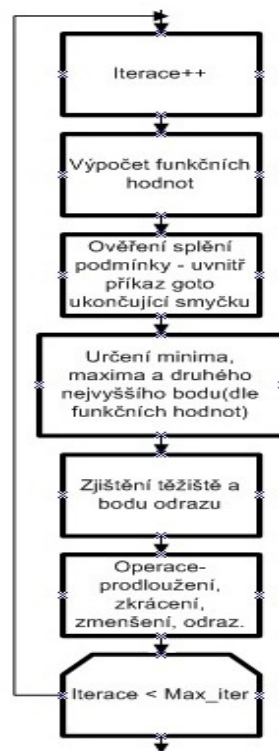 Iterace++
Výpočet funkčních
hodnot
Ověření splění
podmínky - uvnitř
příkaz goto
ukončující smyčku
Určení minima,
maxima a druhého
nejvyššího bodu(dle
funkčních hodnot)
Zjištění těžiště a
bodu odrazu
Operace-
prodloužení,
zkrácení,
zmenšení, odraz.
Iterace < Max_iter